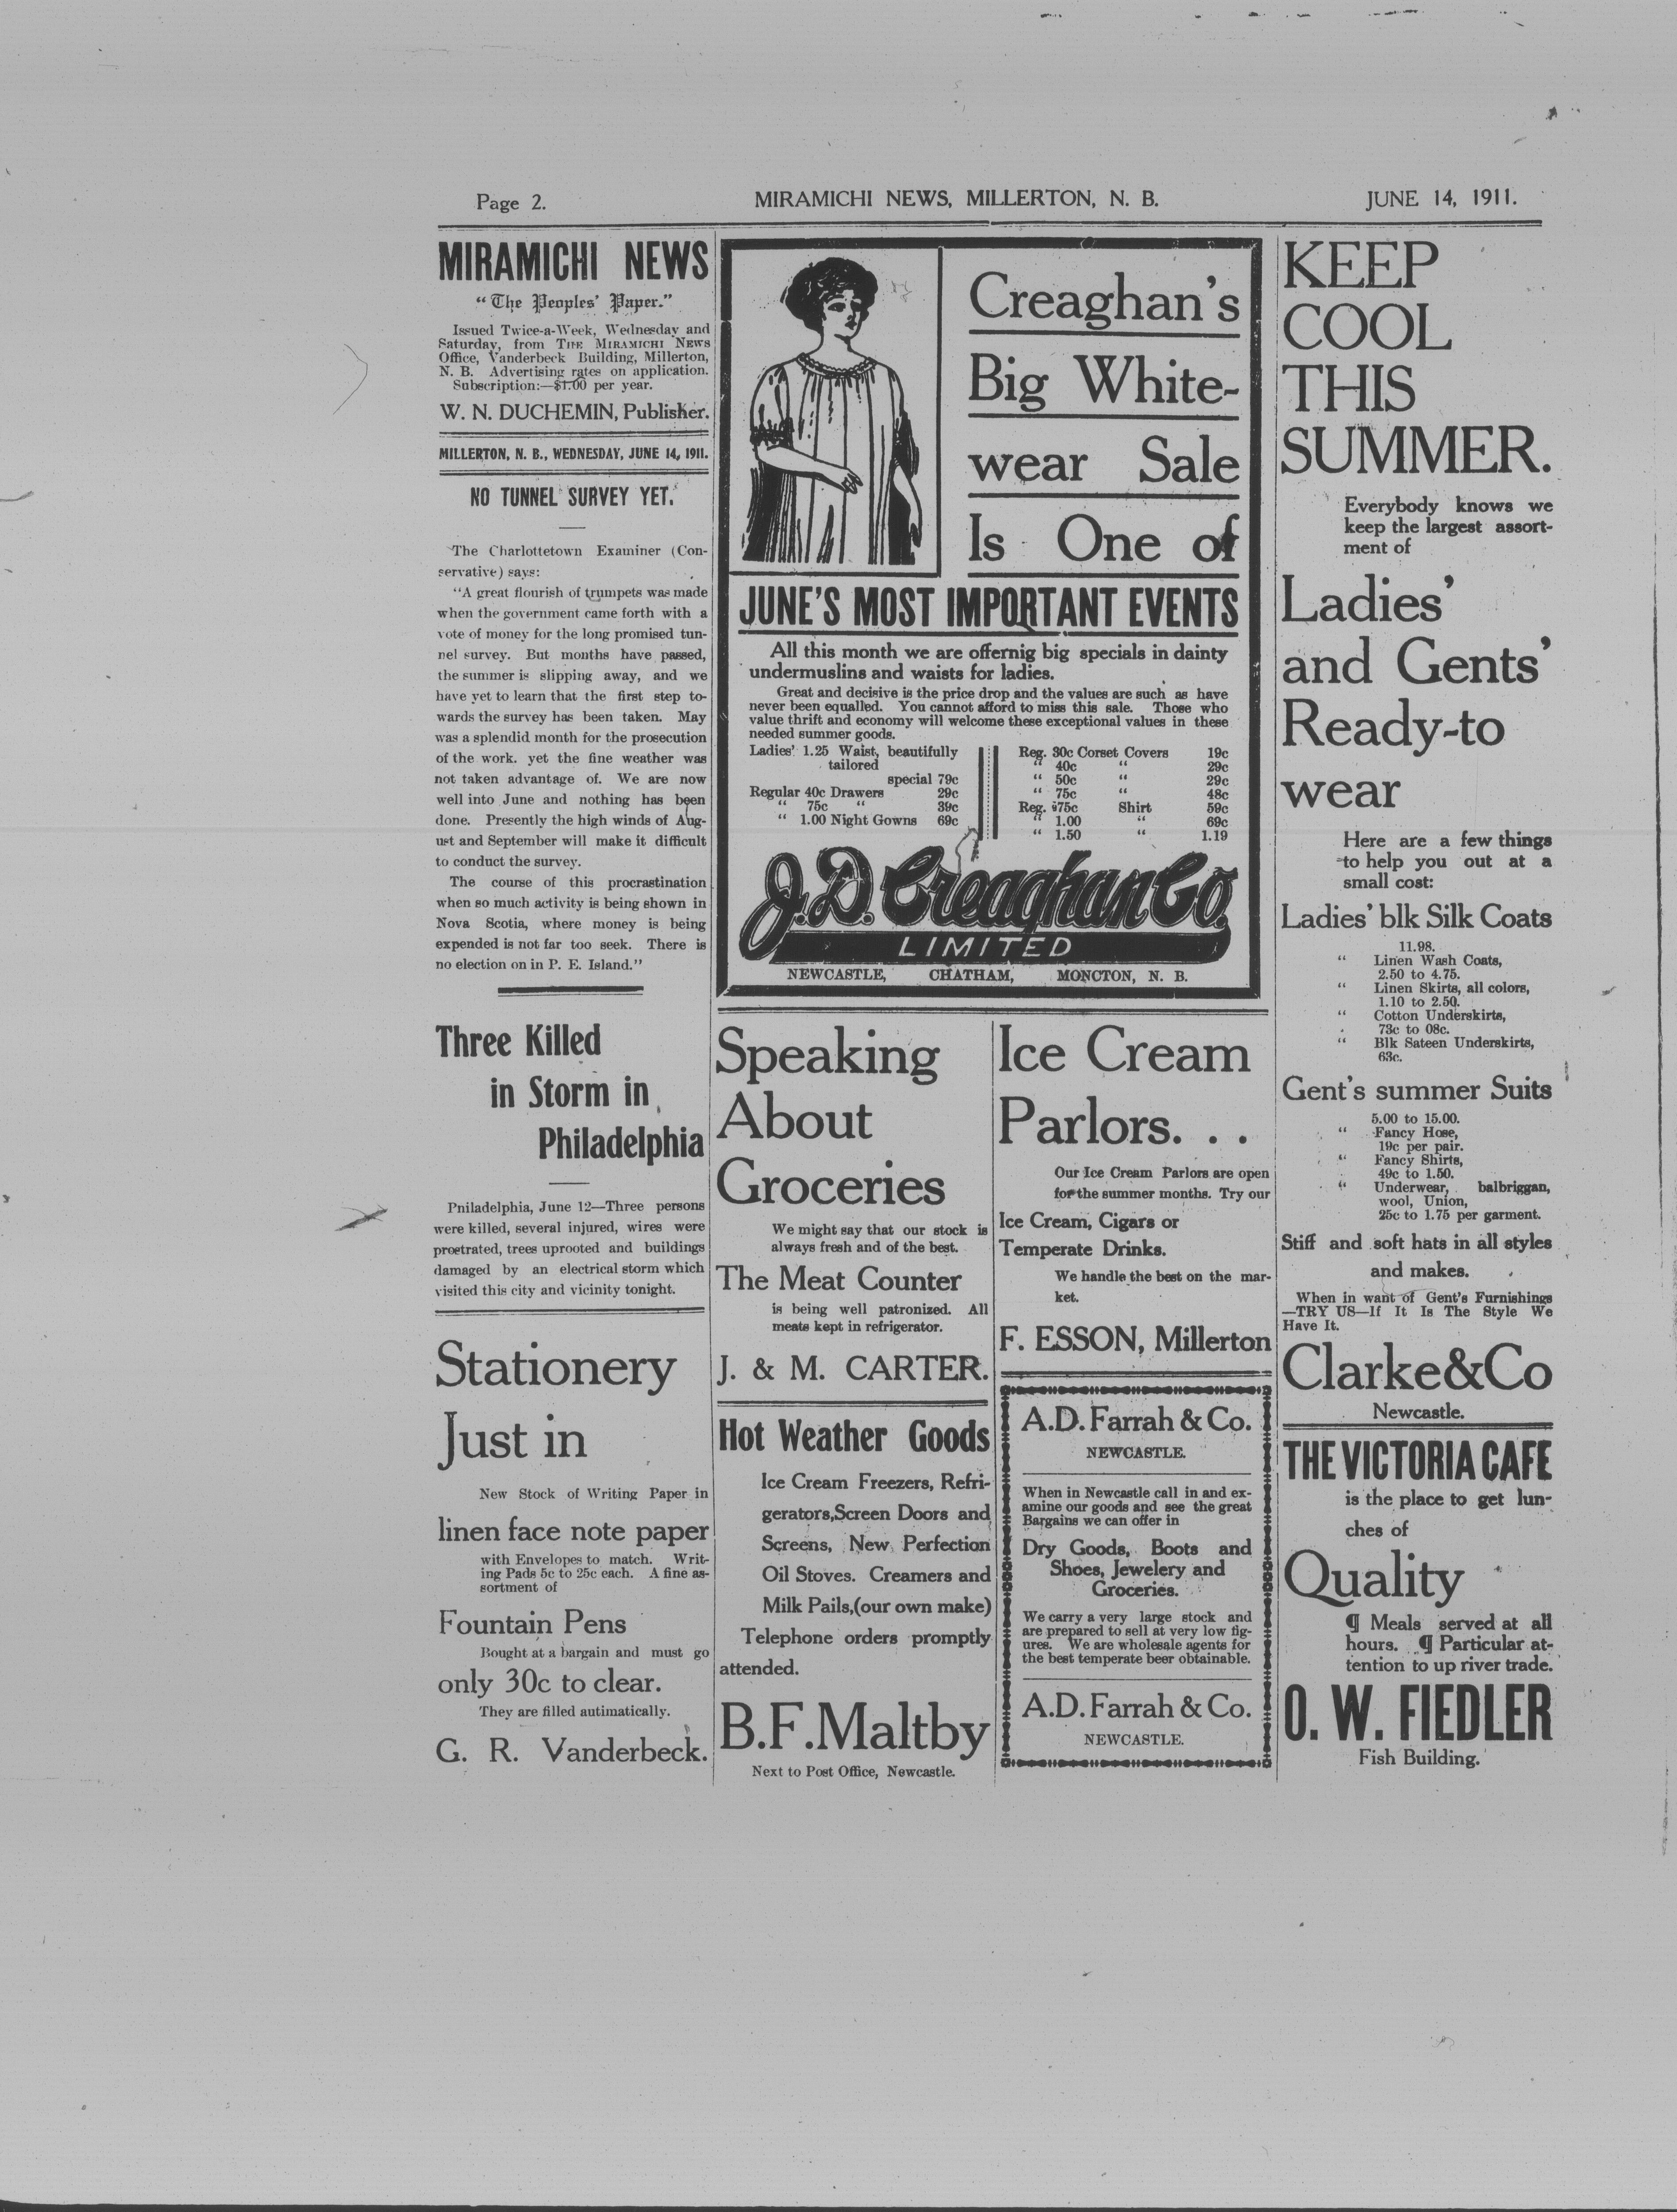 Page 2.
MIRAMICHI NEWS, MILLERTON, N. B.
JUNE 14, 1911.
MIRAMICHI NEWS
"The Peoples' Paper."
Issued Twice-a-Week, Wednesday and
Saturday, from THE MIRAMICHI NEWS
Office, Vanderbeck Building, Millerton,
N. B. Advertising rates on application.
Subscription:—$1.00 per year.
W. N. DUCHEMIN, Publisher.
MILLERTON, N. B., WEDNESDAY, JUNE 14, 1911.
NO TUNNEL SURVEY YET.
The Charlottetown Examiner (Con-
servative) says:
"A great flourish of trumpets was made
when the government came forth with a
vote of money for the long promised tun-
nel survey. But months have passed,
the summer is slipping away, and we
have yet to learn that the first step to-
wards the survey has been taken. May
was a splendid month for the prosecution
of the work. yet the fine weather was
not taken advantage of. We are now
well into June and nothing has been
done. Presently the high winds of Aug-
ust and September will make it difficult
to conduct the survey.
The course of this procrastination
when so much activity is being shown in
Nova Scotia, where money is being
expended is not far too seek. There is
no election on in P. E. Island."
Three Killed
in Storm in
Philadelphia
Philadelphia, June 12—Three persons
were killed, several injured, wires were
proetrated, trees uprooted and buildings
damaged by an electrical storm which
visited this city and vicinity tonight.
Stationery
Just in
New Stock of Writing Paper in
linen face note paper
with Envelopes to match. Writ-
ing Pads 5c to 25c each. A fine as-
sortment of
Fountain Pens
Bought at a bargain and must go
only 30c to clear.
They are filled autimatically.
G. R. Vanderbeck.
Creaghan's
Big White-
wear Sale
Is One of
JUNE'S MOST IMPORTANT EVENTS
All this month we are offernig big specials in dainty
undermuslins and waists for ladies.
Great and decisive is the price drop and the values are such as have
never been equalled. You cannot afford to miss this sale. Those who
value thrift and economy will welcome these exceptional values in these
needed summer goods.
Ladies' 1.25 Waist, beautifully
tailored
special 79c
Regular 40c Drawers 29c
" 75c " 39c
" 1.00 Night Gowns 69c
Reg. 30c Corset Covers 19c
" 40c " 29c
" 50c " 29c
" 75c " 48c
Reg. 75c Shirt 59c
" 1.00 " 69c
" 1.50 " 1.19
J.D. Creaghan Co.
LIMITED
NEWCASTLE, CHATHAM, MONCTON, N. B.
Speaking
About
Groceries
We might say that our stock is
always fresh and of the best.
The Meat Counter
is being well patronized. All
meats kept in refrigerator.
J. & M. CARTER.
Hot Weather Goods
Ice Cream Freezers, Refri-
gerators,Screen Doors and
Screens, New Perfection
Oil Stoves. Creamers and
Milk Pails,(our own make)
Telephone orders promptly
attended.
B.F.Maltby
Next to Post Office, Newcastle.
Ice Cream
Parlors. . .
Our Ice Cream Parlors are open
for the summer months. Try our
Ice Cream, Cigars or
Temperate Drinks.
We handle the best on the mar-
ket.
F. ESSON, Millerton
A.D. Farrah & Co.
NEWCASTLE.
When in Newcastle call in and ex-
amine our goods and see the great
Bargains we can offer in
Dry Goods, Boots and
Shoes, Jewelery and
Groceries.
We carry a very large stock and
are prepared to sell at very low fig-
ures. We are wholesale agents for
the best temperate beer obtainable.
A.D. Farrah & Co.
NEWCASTLE.
KEEP
COOL
THIS
SUMMER.
Everybody knows we
keep the largest assort-
ment of
Ladies'
and Gents'
Ready-to
wear
Here are a few things
to help you out at a
small cost:
Ladies' blk Silk Coats
11.98.
" Linen Wash Coats,
2.50 to 4.75.
" Linen Skirts, all colors,
1.10 to 2.50.
" Cotton Underskirts,
73c to 08c.
" Blk Sateen Underskirts,
63c.
Gent's summer Suits
5.00 to 15.00.
" Fancy Hose,
19c per pair.
" Fancy Shirts,
49c to 1.50.
" Underwear, balbriggan,
wool, Union,
25c to 1.75 per garment.
Stiff and soft hats in all styles
and makes.
When in want of Gent's Furnishings
—TRY US—If It Is The Style We
Have It.
Clarke&Co
Newcastle.
THE VICTORIA CAFE
is the place to get lun-
ches of
Quality
¶ Meals served at all
hours. ¶ Particular at-
tention to up river trade.
O. W. FIEDLER
Fish Building.